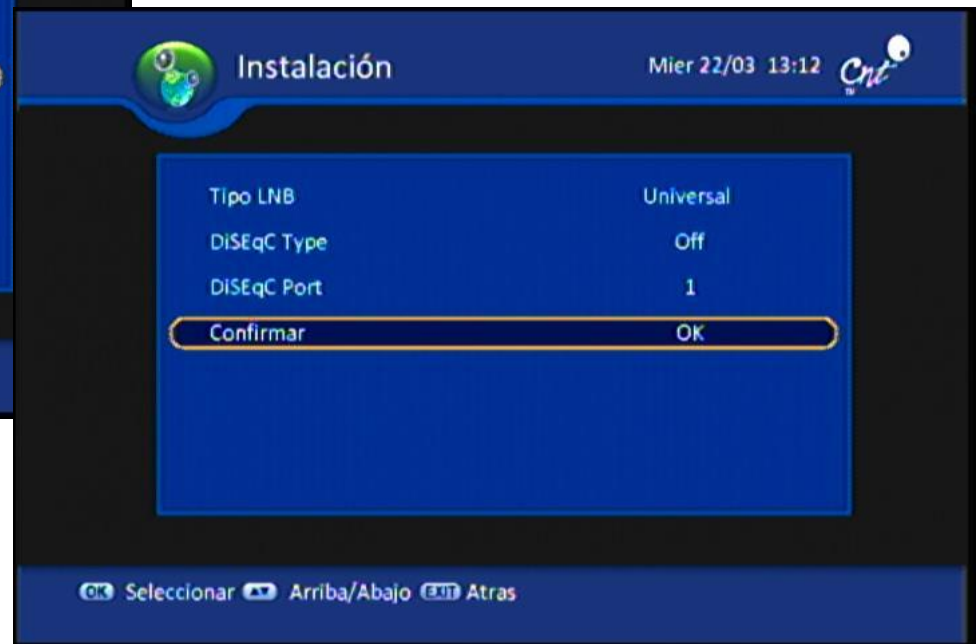 Instalación
Mier 22/03 13:12 Cnt
TM
Tipo LNB Universal
DiSEqC Type Off
DiSEqC Port 1
Confirmar OK
OK Seleccionar Arriba/Abajo EXIT Atras